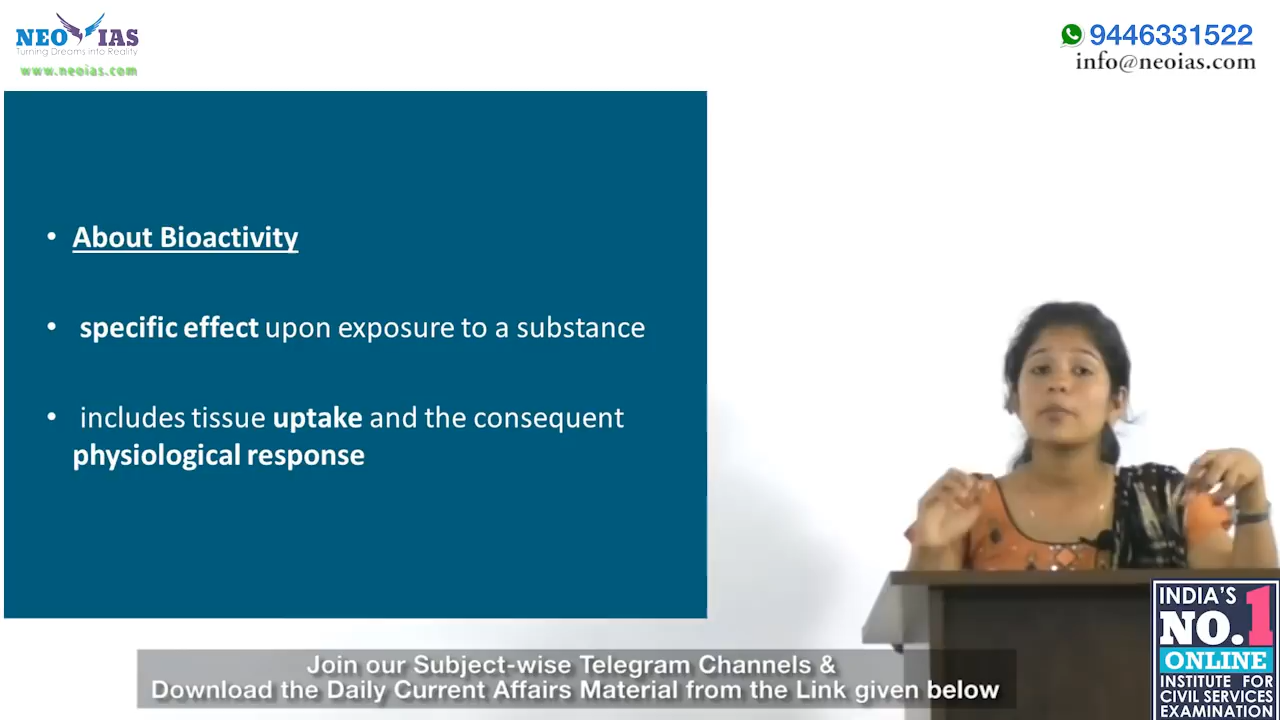 NEO IAS
Turning Dreams into Reality
www.neoias.com
9446331522
info@neoias.com
• About Bioactivity
• specific effect upon exposure to a substance
• includes tissue uptake and the consequent
physiological response
Join our Subject-wise Telegram Channels &
Download the Daily Current Affairs Material from the Link given below
INDIA'S
NO.1
ONLINE
INSTITUTE FOR
CIVIL SERVICES
EXAMINATION